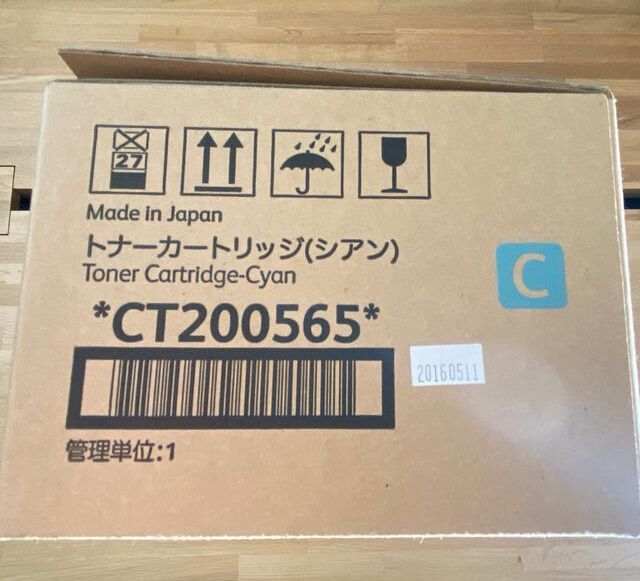 27
Made in Japan
トナーカートリッジ(シアン)
Toner Cartridge-Cyan
C
*CT200565*
20160511
管理単位:1